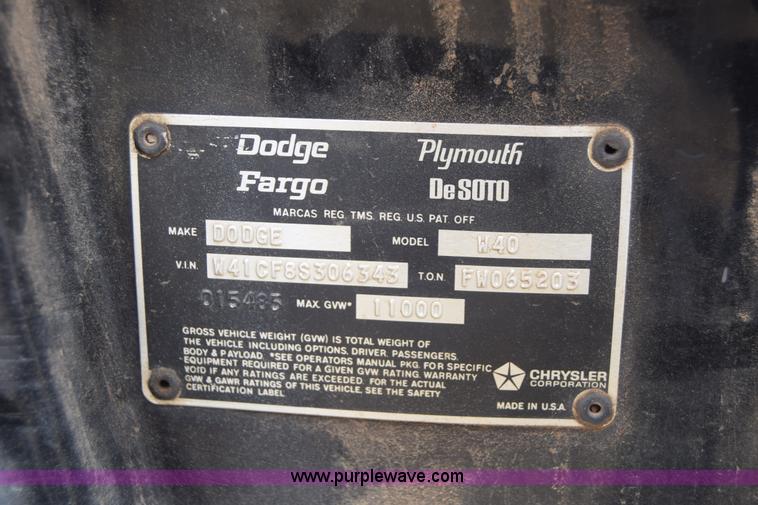 Dodge Plymouth
Fargo DeSOTO
MARCAS REG. TMS. REG. U.S. PAT. OFF
MAKE DODGE MODEL W40
V.I.N. W41CF8S306343 T.O.N. FW065203
015485 MAX. GVW* 11000
GROSS VEHICLE WEIGHT (GVW) IS TOTAL WEIGHT OF
THE VEHICLE INCLUDING OPTIONS, DRIVER, PASSENGERS,
BODY & PAYLOAD. *SEE OPERATORS MANUAL PKG. FOR SPECIFIC
EQUIPMENT REQUIRED FOR A GIVEN GVW RATING. WARRANTY
VOID IF ANY RATINGS ARE EXCEEDED. FOR THE ACTUAL
GVW & GAWR RATINGS OF THIS VEHICLE, SEE THE SAFETY
CERTIFICATION LABEL
CHRYSLER
CORPORATION
MADE IN U.S.A.
www.purplewave.com